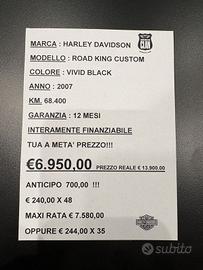 MARCA : HARLEY DAVIDSON
MODELLO : ROAD KING CUSTOM
COLORE : VIVID BLACK
ANNO : 2007
KM. 68.400
GARANZIA : 12 MESI
INTERAMENTE FINANZIABILE
TUA A META' PREZZO!!!
€6.950,00 PREZZO REALE € 13.900.00
ANTICIPO 700,00 !!!
€ 240,00 X 48
MAXI RATA € 7.580,00
OPPURE € 244,00 X 35
subito